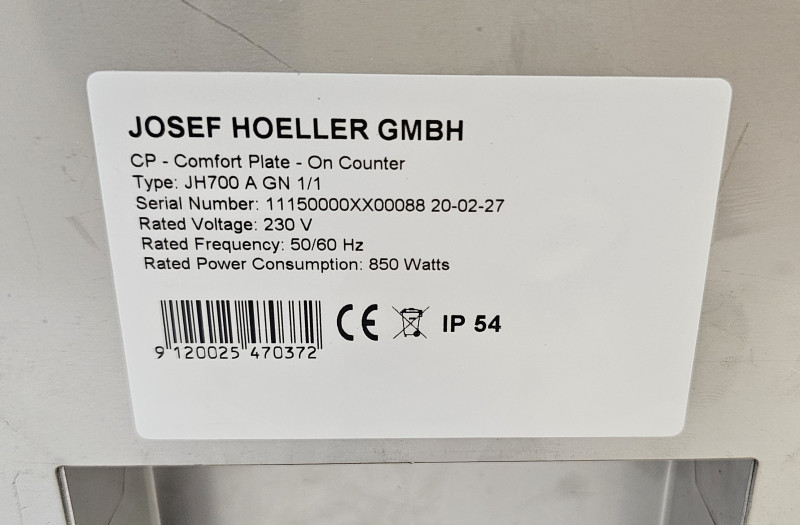 JOSEF HOELLER GMBH
CP - Comfort Plate - On Counter
Type: JH700 A GN 1/1
Serial Number: 11150000XX00088 20-02-27
Rated Voltage: 230 V
Rated Frequency: 50/60 Hz
Rated Power Consumption: 850 Watts
CE IP 54
9 120025 470372